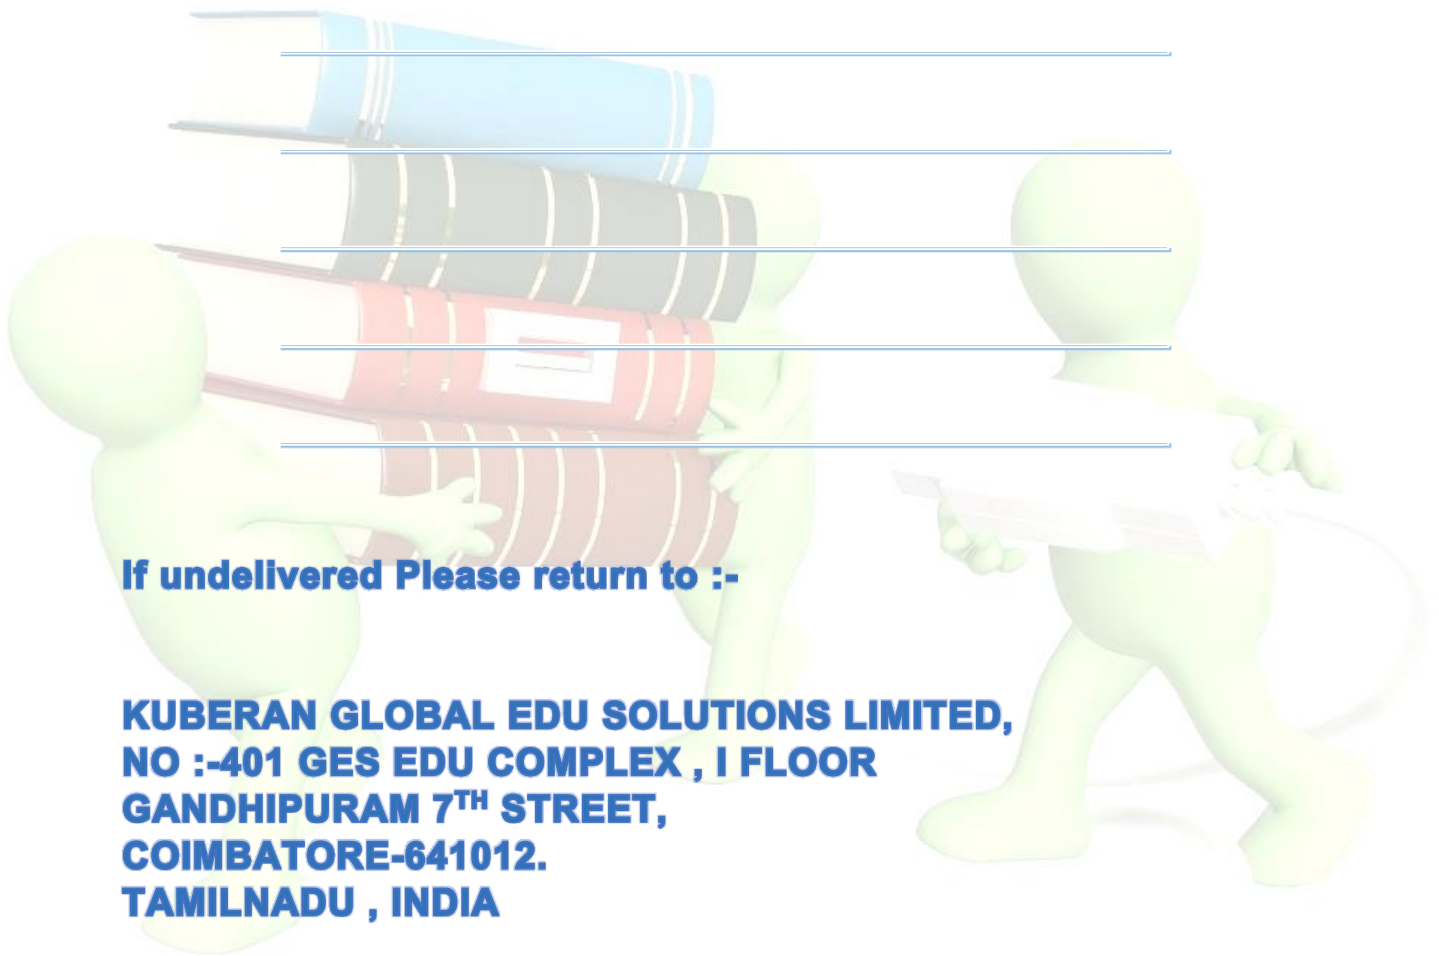 If undelivered Please return to :-
KUBERAN GLOBAL EDU SOLUTIONS LIMITED,
NO :-401 GES EDU COMPLEX , I FLOOR
GANDHIPURAM 7TH STREET,
COIMBATORE-641012.
TAMILNADU , INDIA